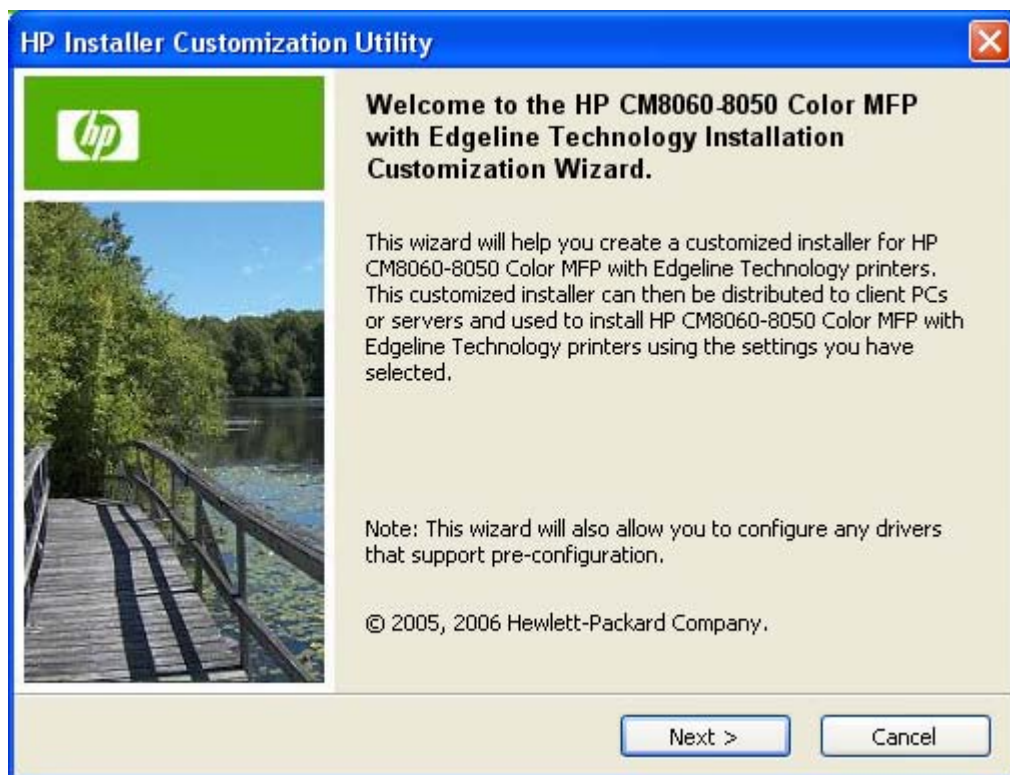 HP Installer Customization Utility
hp
Welcome to the HP CM8060-8050 Color MFP
with Edgeline Technology Installation
Customization Wizard.
This wizard will help you create a customized installer for HP
CM8060-8050 Color MFP with Edgeline Technology printers.
This customized installer can then be distributed to client PCs
or servers and used to install HP CM8060-8050 Color MFP with
Edgeline Technology printers using the settings you have
selected.
Note: This wizard will also allow you to configure any drivers
that support pre-configuration.
© 2005, 2006 Hewlett-Packard Company.
Next >
Cancel